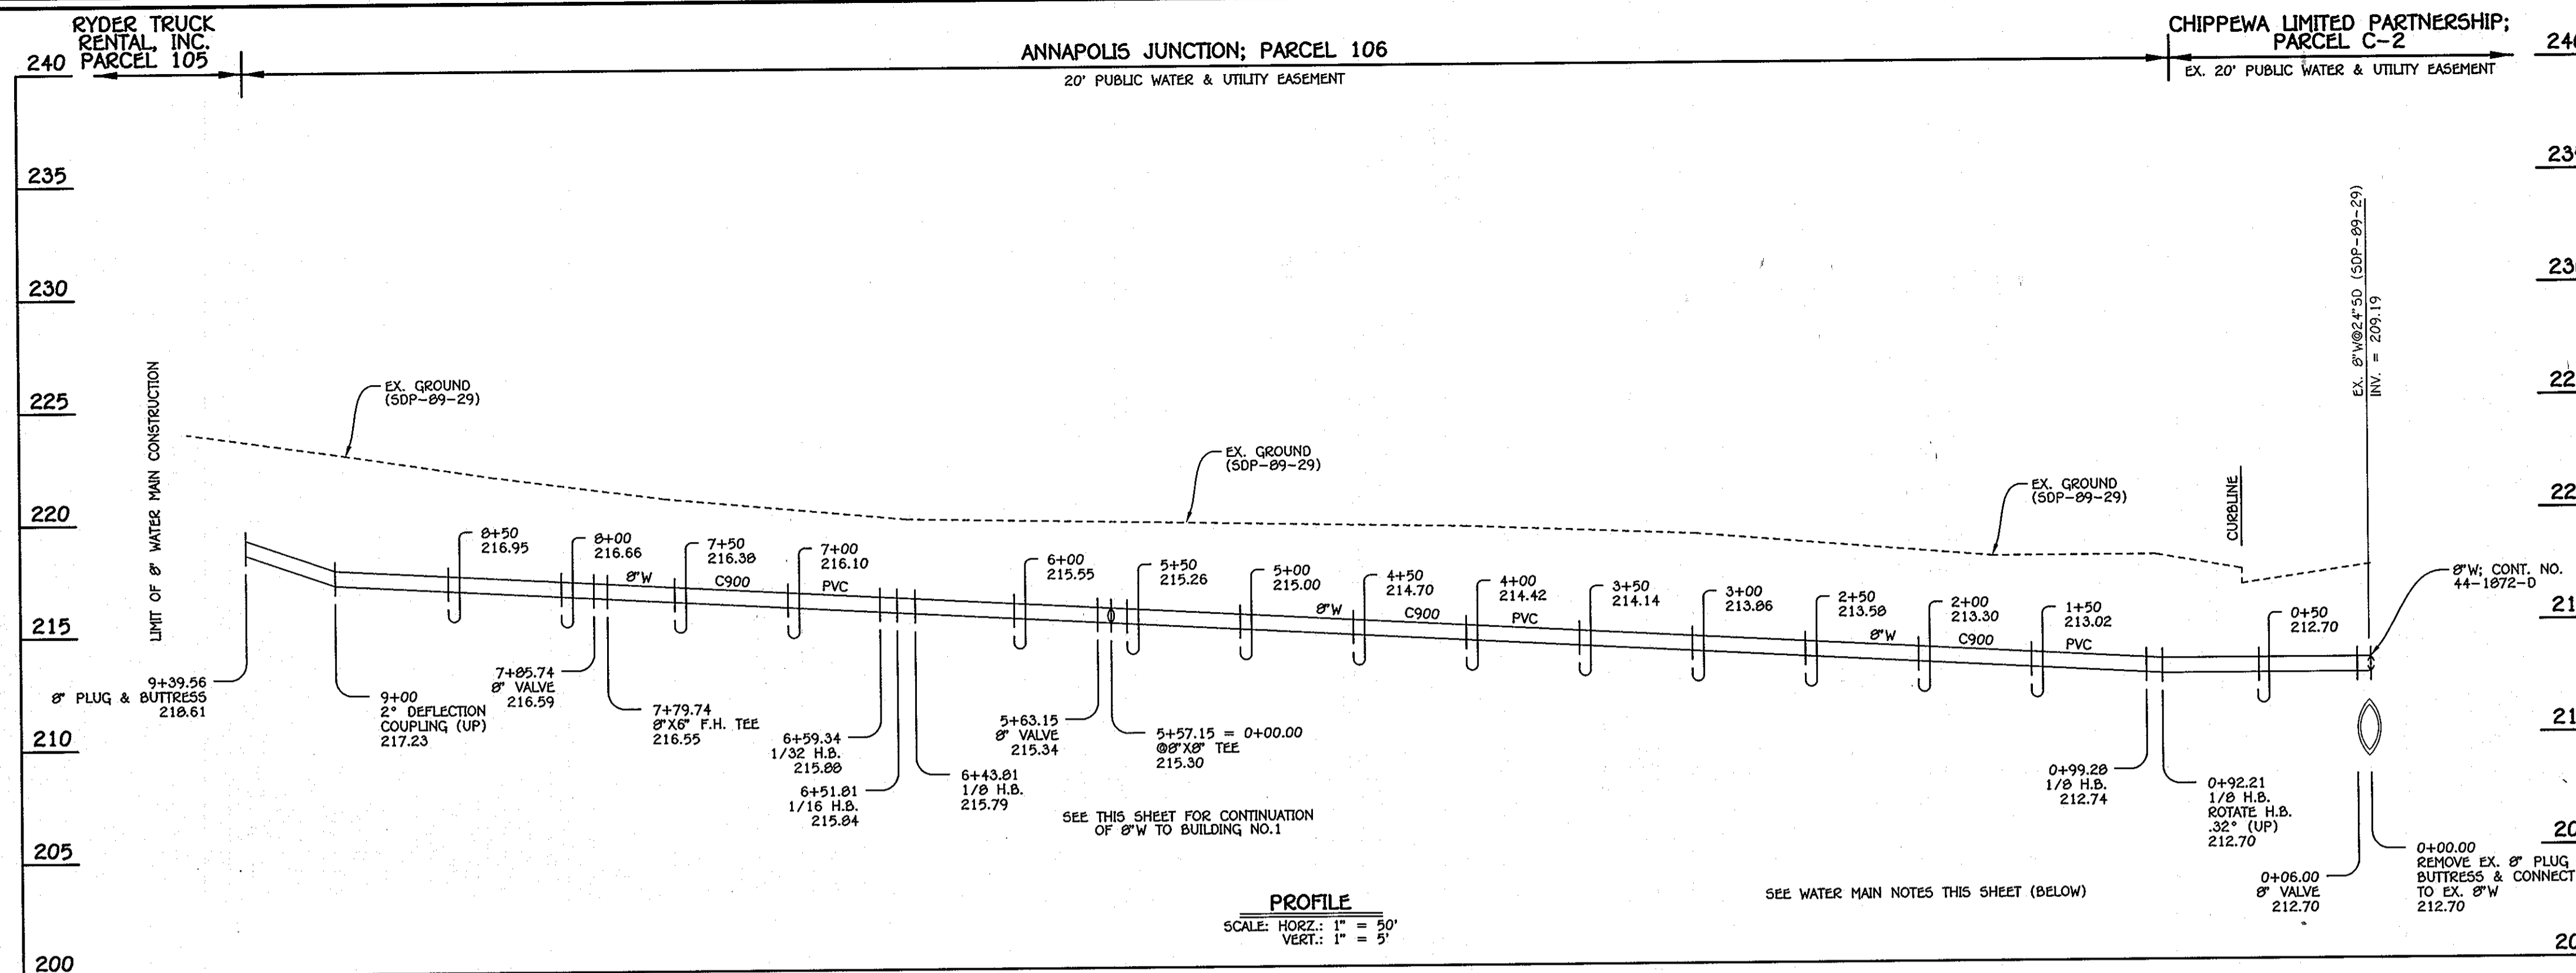 RYDER TRUCK
RENTAL, INC.
PARCEL 105
ANNAPOLIS JUNCTION; PARCEL 106
20' PUBLIC WATER & UTILITY EASEMENT
CHIPPEWA LIMITED PARTNERSHIP;
PARCEL C-2
EX. 20' PUBLIC WATER & UTILITY EASEMENT
240
235
230
225
220
215
210
205
200
LIMIT OF 8" WATER MAIN CONSTRUCTION
EX. GROUND
(SDP-89-29)
EX. GROUND
(SDP-89-29)
EX. GROUND
(SDP-89-29)
CURBLINE
EX. 8"W@24"SD (SDP-89-29)
INV. = 209.19
8"W; CONT. NO.
44-1872-D
8+50
216.95
8+00
216.66
8"W
7+50
216.38
C900
7+00
216.10
PVC
6+00
215.55
5+50
215.26
5+00
215.00
8"W
4+50
214.70
C900
4+00
214.42
PVC
3+50
214.14
3+00
213.86
2+50
213.58
8"W
2+00
213.30
C900
1+50
213.02
PVC
0+50
212.70
9+39.56
8" PLUG & BUTTRESS
218.61
9+00
2° DEFLECTION
COUPLING (UP)
217.23
7+85.74
8" VALVE
216.59
7+79.74
8"X6" F.H. TEE
216.55
6+59.34
1/32 H.B.
215.88
6+51.81
1/16 H.B.
215.84
6+43.81
1/8 H.B.
215.79
5+63.15
8" VALVE
215.34
5+57.15 = 0+00.00
@8"X8" TEE
215.30
SEE THIS SHEET FOR CONTINUATION
OF 8"W TO BUILDING NO.1
0+99.28
1/8 H.B.
212.74
0+92.21
1/8 H.B.
ROTATE H.B.
.32° (UP)
212.70
0+06.00
8" VALVE
212.70
0+00.00
REMOVE EX. 8" PLUG
BUTTRESS & CONNECT
TO EX. 8"W
212.70
SEE WATER MAIN NOTES THIS SHEET (BELOW)
PROFILE
SCALE: HORZ.: 1" = 50'
VERT.: 1" = 5'